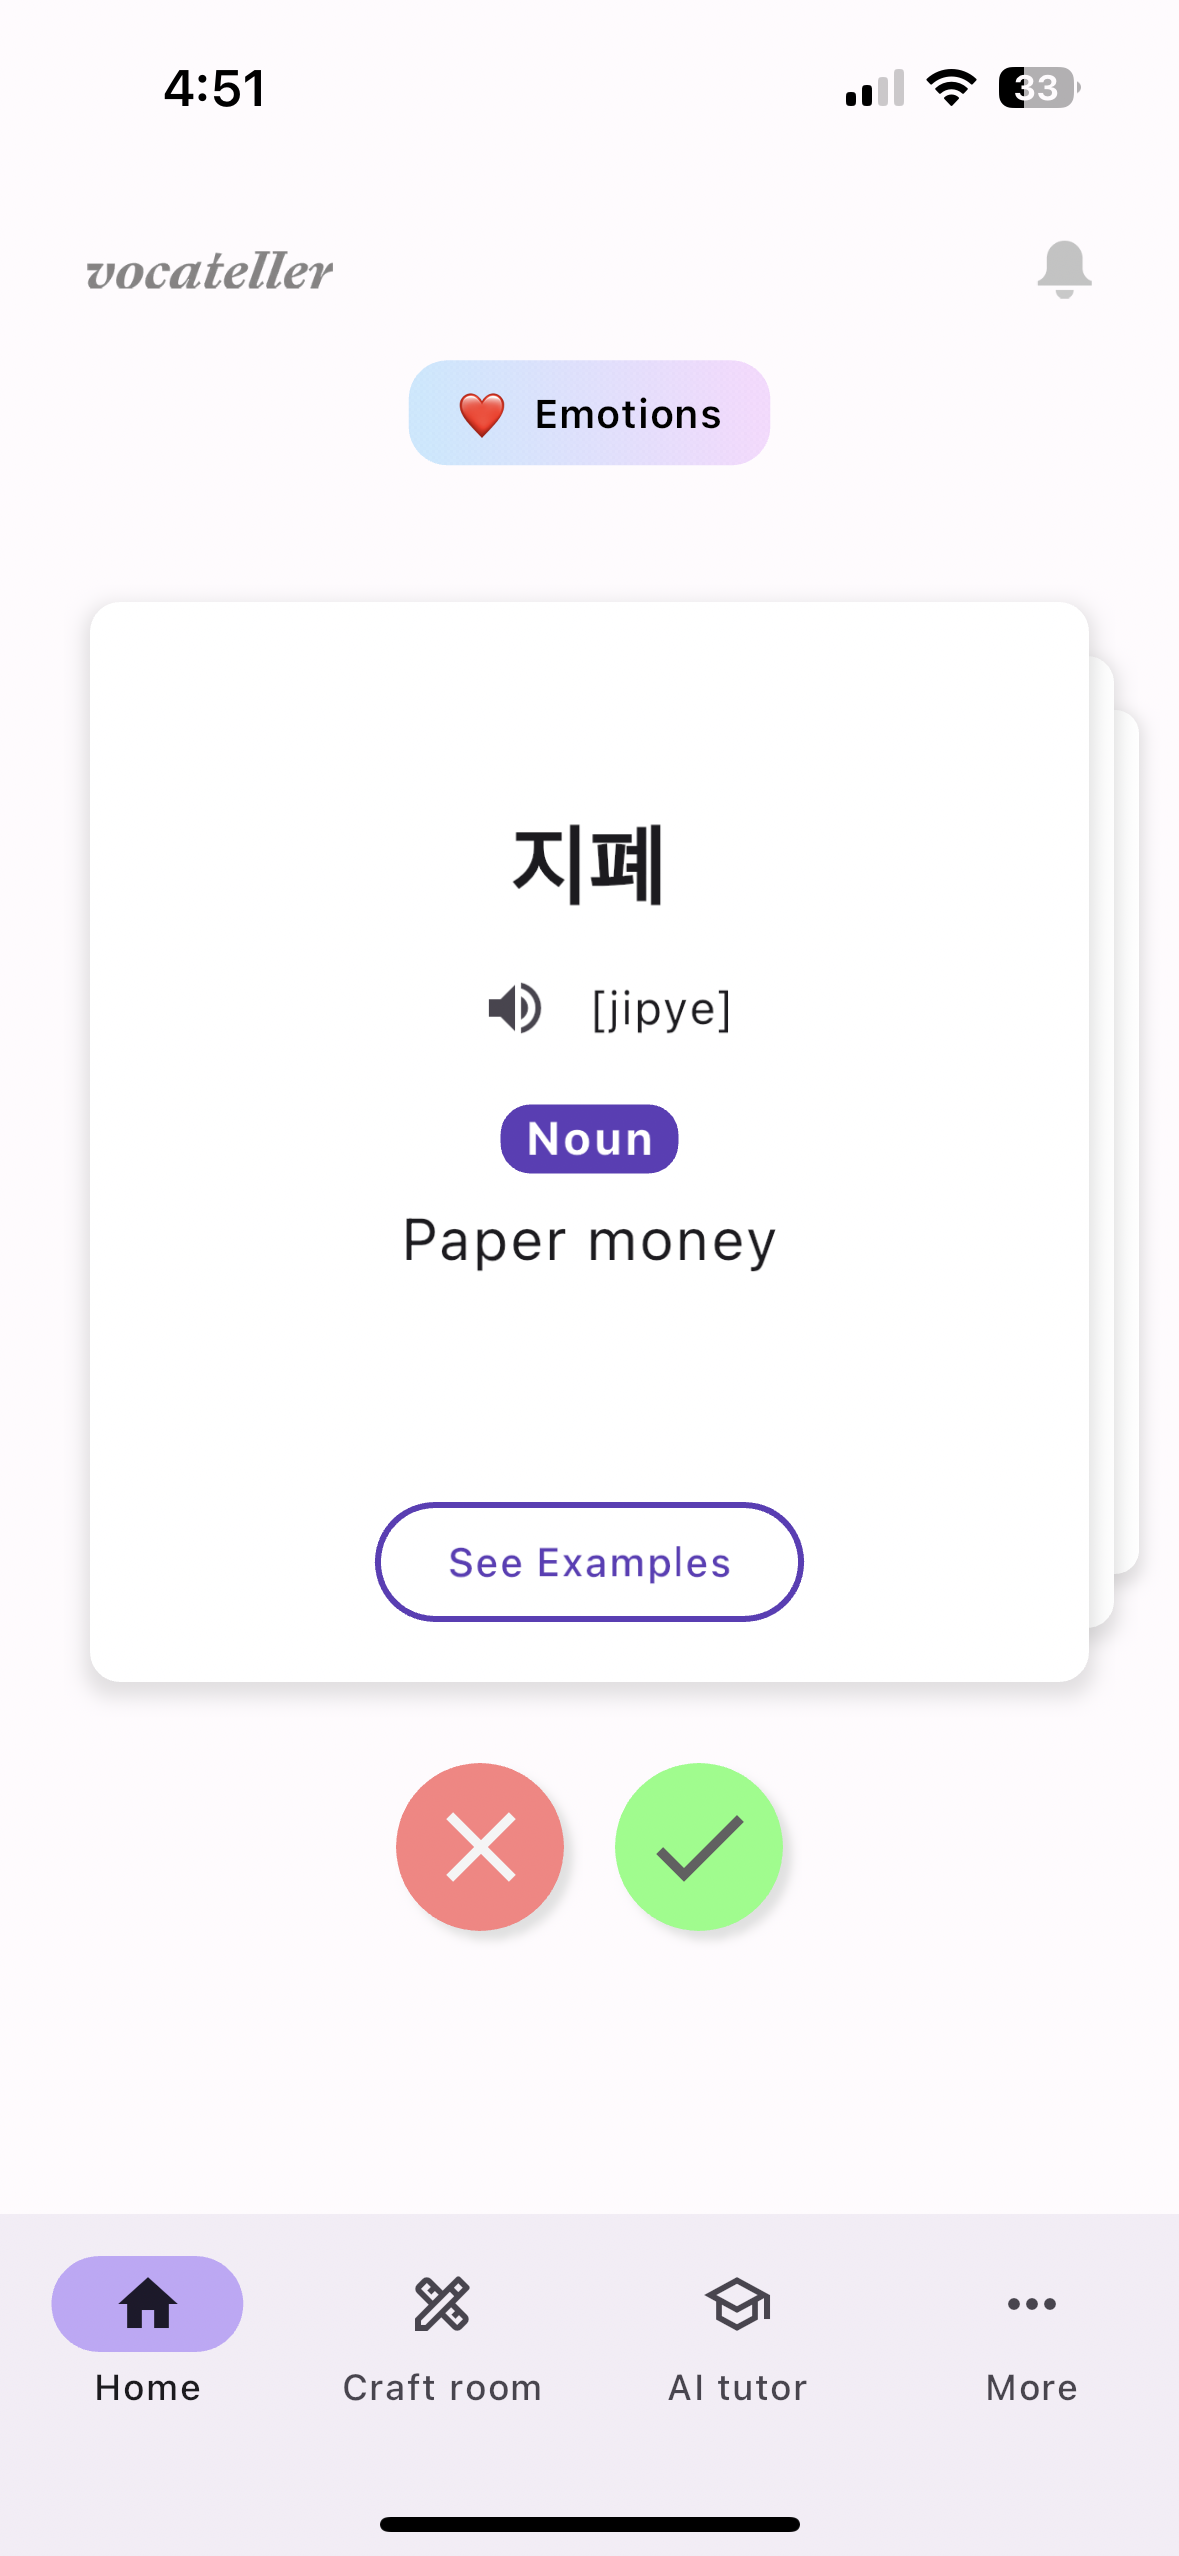 4:51
33
vocateller
❤️ Emotions
지폐
[jipye]
Noun
Paper money
See Examples
Home
Craft room
AI tutor
More